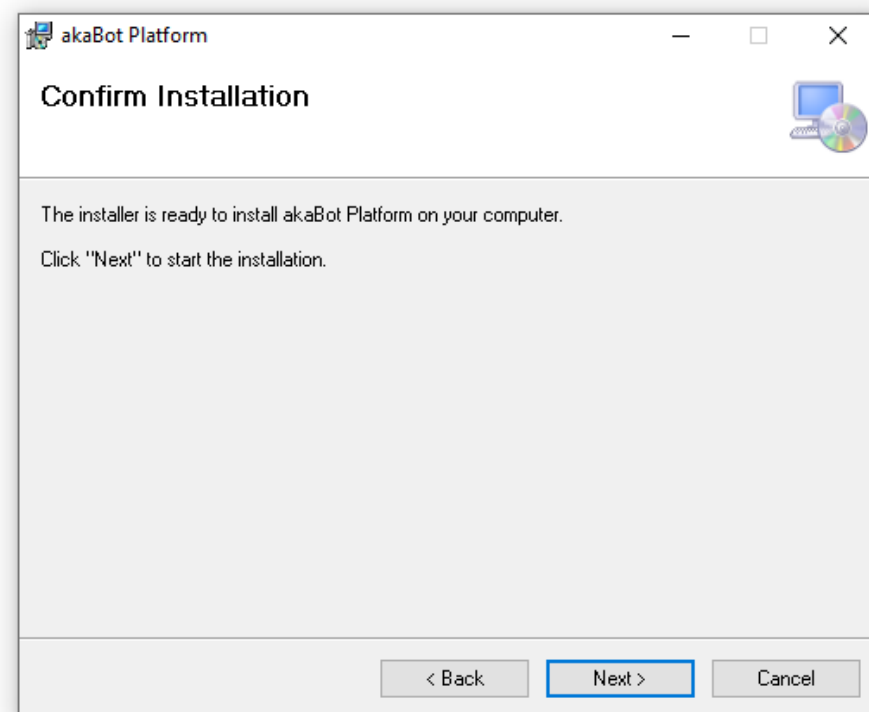 akaBot Platform
Confirm Installation
The installer is ready to install akaBot Platform on your computer.
Click "Next" to start the installation.
< Back
Next >
Cancel